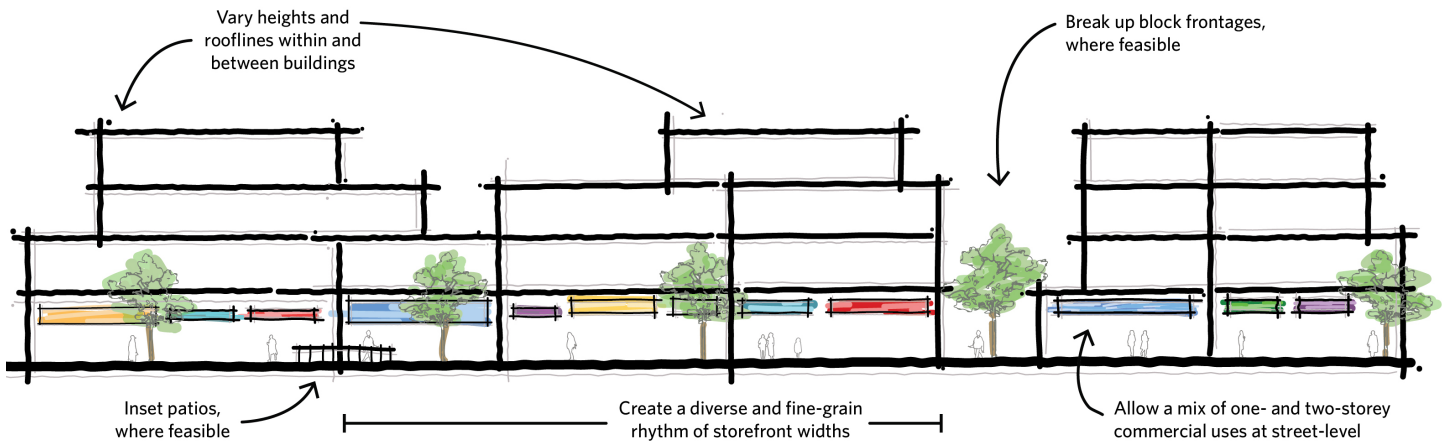 Vary heights and
rooflines within and
between buildings
Break up block frontages,
where feasible
Inset patios,
where feasible
Create a diverse and fine-grain
rhythm of storefront widths
Allow a mix of one- and two-storey
commercial uses at street-level